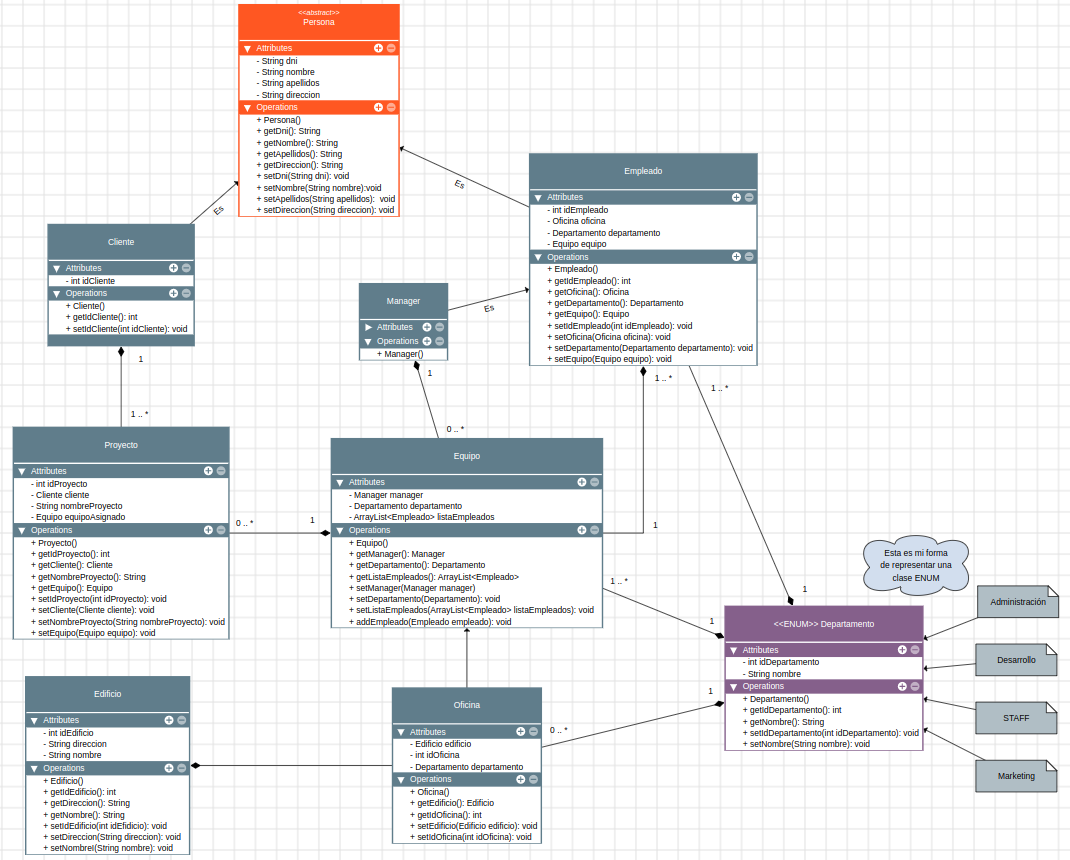 <<abstract>>
Persona
Attributes
- String dni
- String nombre
- String apellidos
- String direccion
Operations
+ Persona()
+ getDni(): String
+ getNombre(): String
+ getApellidos(): String
+ getDireccion(): String
+ setDni(String dni): void
+ setNombre(String nombre):void
+ setApellidos(String apellidos): void
+ setDireccion(String direccion): void
Es
Es
Empleado
Attributes
- int idEmpleado
- Oficina oficina
- Departamento departamento
- Equipo equipo
Operations
+ Empleado()
+ getIdEmpleado(): int
+ getOficina(): Oficina
+ getDepartamento(): Departamento
+ getEquipo(): Equipo
+ setIdEmpleado(int idEmpleado): void
+ setOficina(Oficina oficina): void
+ setDepartamento(Departamento departamento): void
+ setEquipo(Equipo equipo): void
Cliente
Attributes
- int idCliente
Operations
+ Cliente()
+ getIdCliente(): int
+ setIdCliente(int idCliente): void
1
1 .. *
Manager
Attributes
Operations
+ Manager()
Es
1
0 .. *
1 .. *
1
1 .. *
1
Proyecto
Attributes
- int idProyecto
- Cliente cliente
- String nombreProyecto
- Equipo equipoAsignado
Operations
+ Proyecto()
+ getIdProyecto(): int
+ getCliente(): Cliente
+ getNombreProyecto(): String
+ getEquipo(): Equipo
+ setIdProyecto(int idProyecto): void
+ setCliente(Cliente cliente): void
+ setNombreProyecto(String nombreProyecto): void
+ setEquipo(Equipo equipo): void
0 .. *
1
Equipo
Attributes
- Manager manager
- Departamento departamento
- ArrayList<Empleado> listaEmpleados
Operations
+ Equipo()
+ getManager(): Manager
+ getDepartamento(): Departamento
+ getListaEmpleados(): ArrayList<Empleado>
+ setManager(Manager manager)
+ setDepartamento(Departamento): void
+ setListaEmpleados(ArrayList<Empleado> listaEmpleados): void
+ addEmpleado(Empleado empleado): void
1 .. *
1
Esta es mi forma
de representar una
clase ENUM
<<ENUM>> Departamento
Attributes
- int idDepartamento
- String nombre
Operations
+ Departamento()
+ getIdDepartamento(): int
+ getNombre(): String
+ setIdDepartamento(int idDepartamento): void
+ setNombre(String nombre): void
Administración
Desarrollo
STAFF
Marketing
1
0 .. *
Edificio
Attributes
- int idEdificio
- String direccion
- String nombre
Operations
+ Edificio()
+ getIdEdificio(): int
+ getDireccion(): String
+ getNombre(): String
+ setIdEdificio(int idEfidicio): void
+ setDireccion(String direccion): void
+ setNombreI(String nombre): void
Oficina
Attributes
- Edificio edificio
- int idOficina
- Departamento departamento
Operations
+ Oficina()
+ getEdificio(): Edificio
+ getIdOficina(): int
+ setEdificio(Edificio edificio): void
+ setIdOficina(int idOficina): void